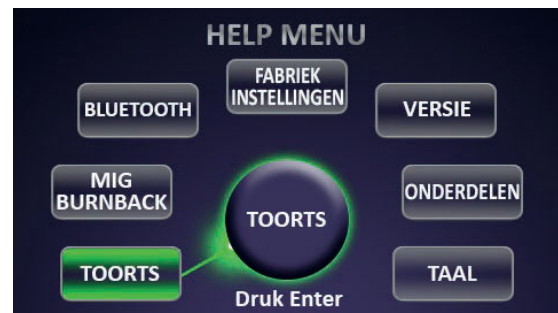 HELP MENU
FABRIEK
INSTELLINGEN
BLUETOOTH
VERSIE
MIG
BURNBACK
ONDERDELEN
TOORTS
TOORTS
TAAL
Druk Enter